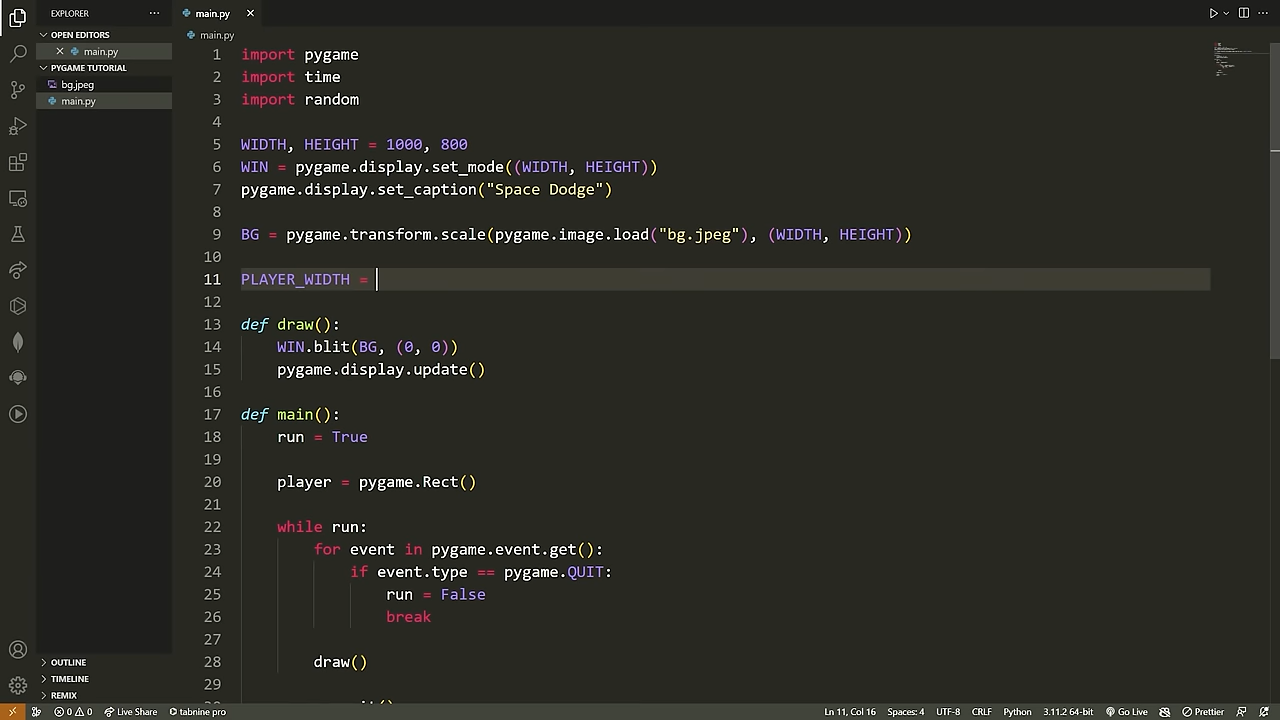 EXPLORER
OPEN EDITORS
main.py
PYGAME TUTORIAL
bg.jpeg
main.py
OUTLINE
TIMELINE
REMIX
main.py
main.py
1 import pygame
2 import time
3 import random
4
5 WIDTH, HEIGHT = 1000, 800
6 WIN = pygame.display.set_mode((WIDTH, HEIGHT))
7 pygame.display.set_caption("Space Dodge")
8
9 BG = pygame.transform.scale(pygame.image.load("bg.jpeg"), (WIDTH, HEIGHT))
10
11 PLAYER_WIDTH =
12
13 def draw():
14     WIN.blit(BG, (0, 0))
15     pygame.display.update()
16
17 def main():
18     run = True
19
20     player = pygame.Rect()
21
22     while run:
23         for event in pygame.event.get():
24             if event.type == pygame.QUIT:
25                 run = False
26                 break
27
28         draw()
29
0 0 Live Share tabnine pro Ln 11, Col 16 Spaces: 4 UTF-8 CRLF Python 3.11.2 64-bit Go Live Prettier